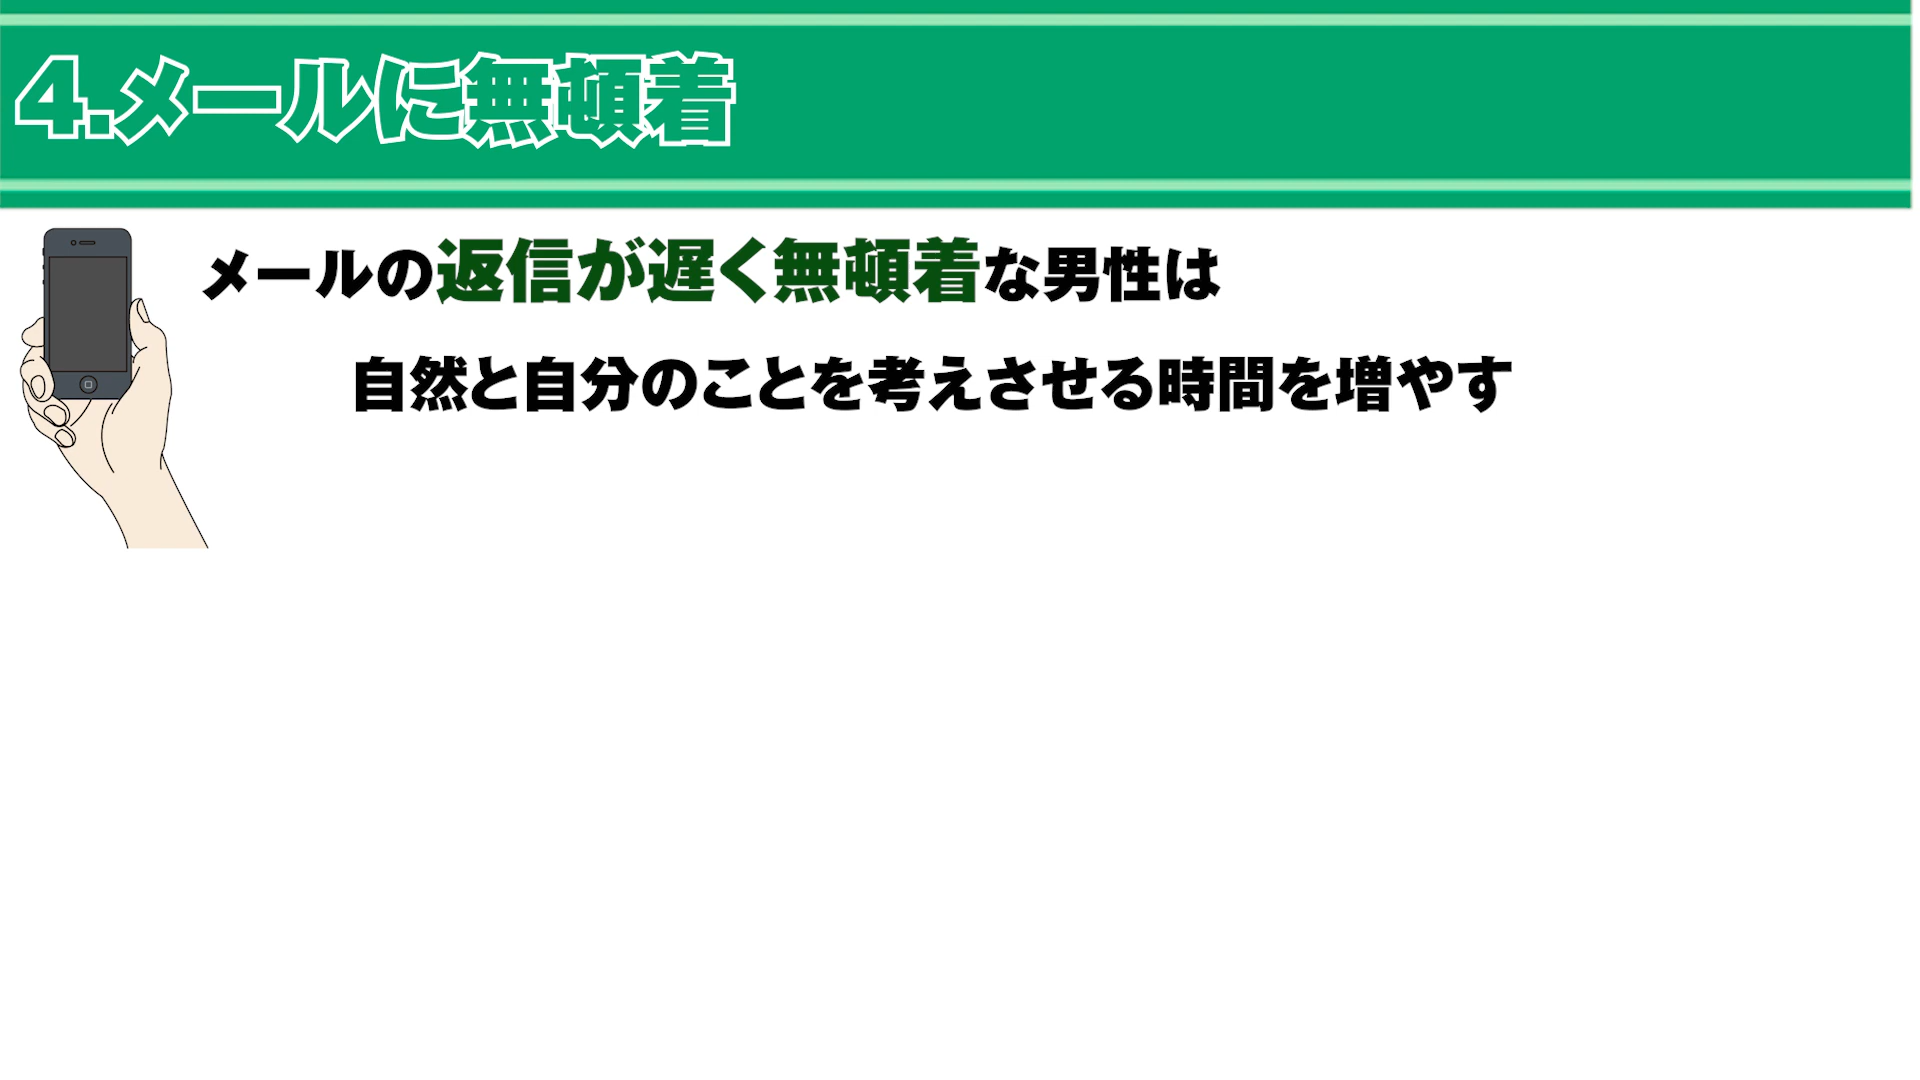 4.メールに無頓着
メールの返信が遅く無頓着な男性は
自然と自分のことを考えさせる時間を増やす